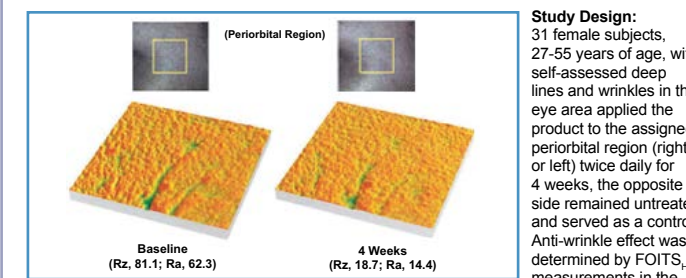 (Periorbital Region)
Baseline
(Rz, 81.1; Ra, 62.3)
4 Weeks
(Rz, 18.7; Ra, 14.4)
Study Design:
31 female subjects,
27-55 years of age,
self-assessed deep
lines and wrinkles in
eye area applied the
product to the
periorbital region (right
or left) twice daily for
4 weeks, the opposite
side remained
and served as a control.
Anti-wrinkle effect was
determined by
measurements in the